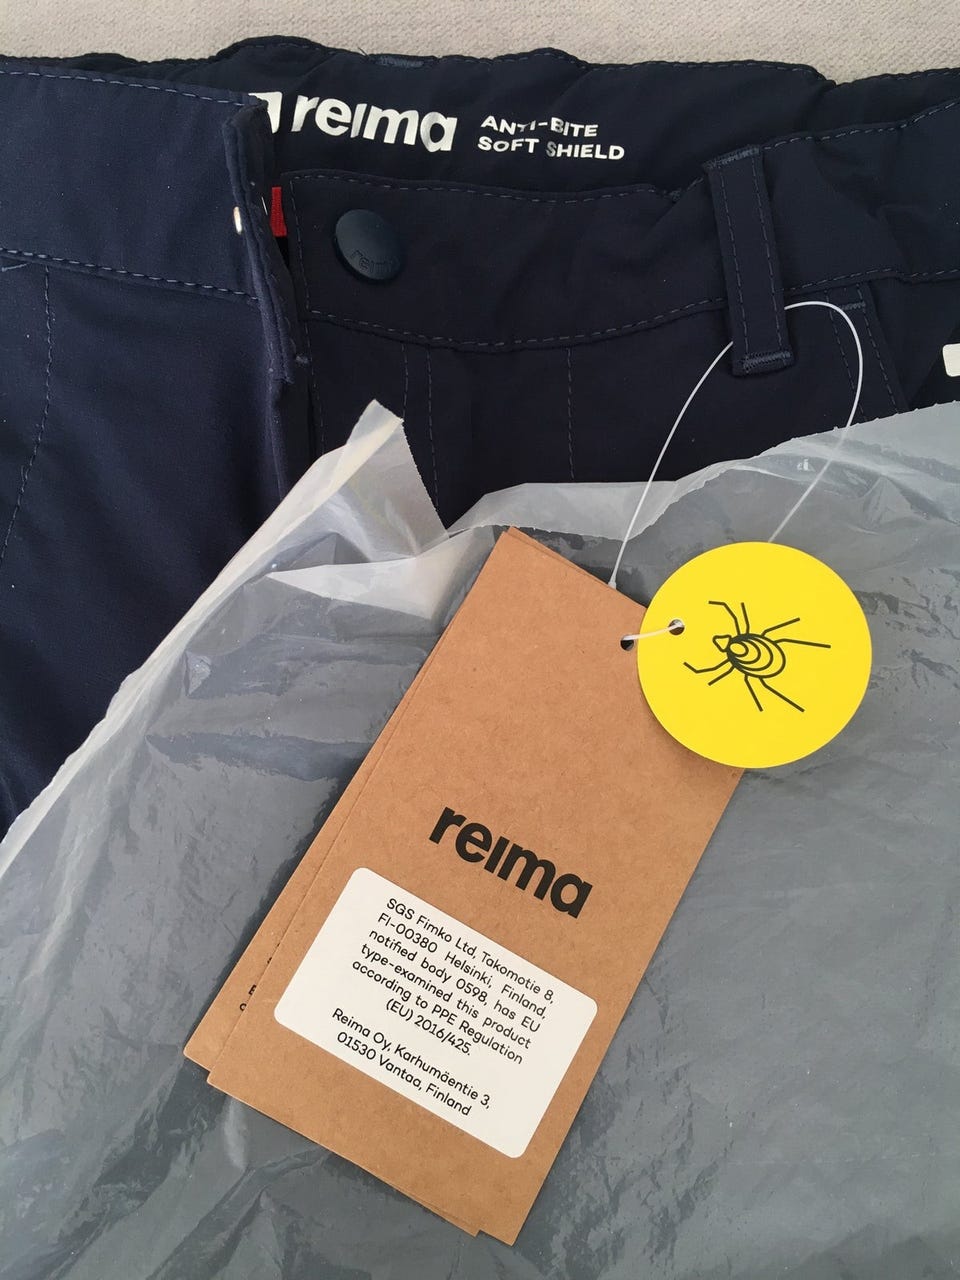 reima
ANTI-BITE
SOFT SHIELD
reima
reima
SGS Fimko Ltd, Takomotie 8,
FI-00380 Helsinki, Finland,
notified body 0598, has EU
type-examined this product
according to PPE Regulation
(EU) 2016/425.
Reima Oy, Karhumäentie 3,
01530 Vantaa, Finland